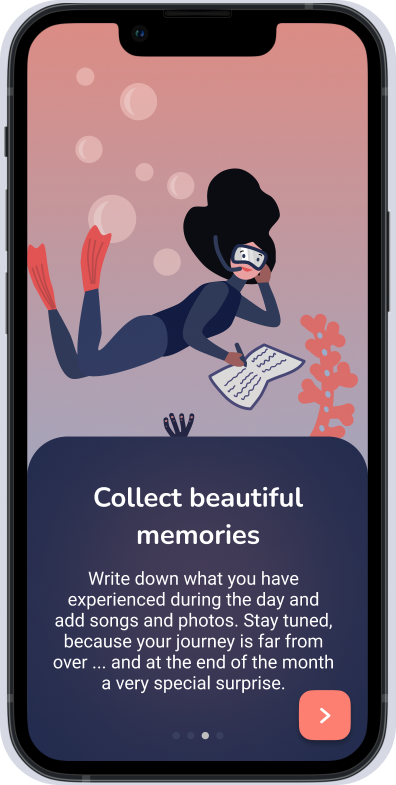 Collect beautiful
memories
Write down what you have
experienced during the day and
add songs and photos. Stay tuned,
because your journey is far from
over ... and at the end of the month
a very special surprise.